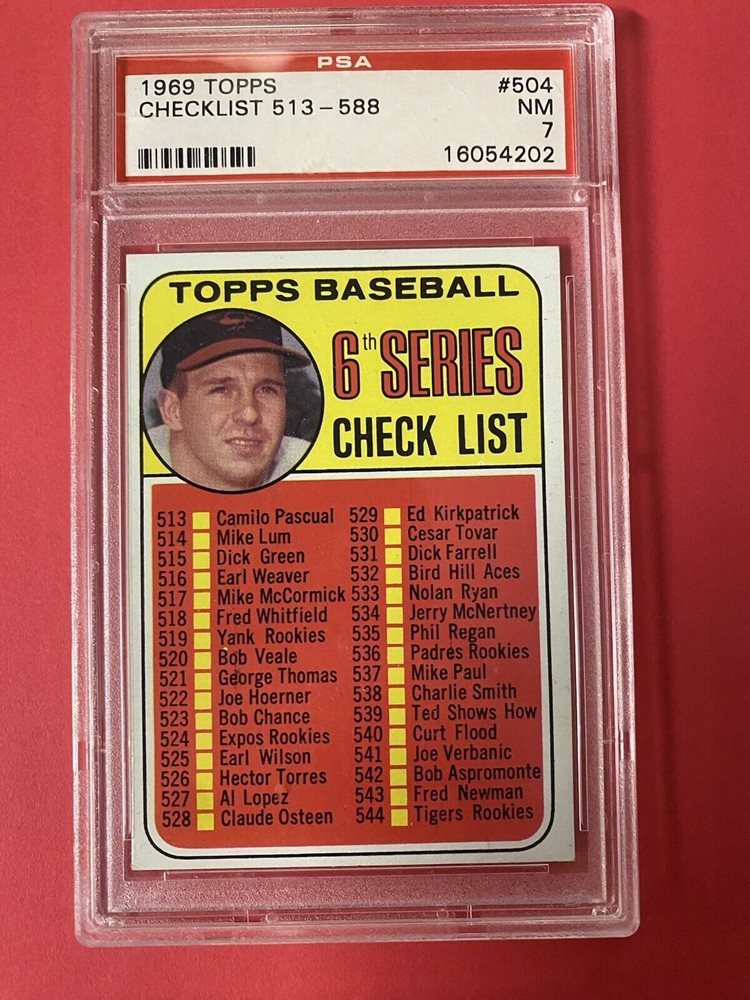 PSA
1969 TOPPS #504
CHECKLIST 513-588 NM
7
16054202
TOPPS BASEBALL
6th SERIES
CHECK LIST
513 Camilo Pascual
514 Mike Lum
515 Dick Green
516 Earl Weaver
517 Mike McCormick
518 Fred Whitfield
519 Yank Rookies
520 Bob Veale
521 George Thomas
522 Joe Hoerner
523 Bob Chance
524 Expos Rookies
525 Earl Wilson
526 Hector Torres
527 Al Lopez
528 Claude Osteen
529 Ed Kirkpatrick
530 Cesar Tovar
531 Dick Farrell
532 Bird Hill Aces
533 Nolan Ryan
534 Jerry McNertney
535 Phil Regan
536 Padres Rookies
537 Mike Paul
538 Charlie Smith
539 Ted Shows How
540 Curt Flood
541 Joe Verbanic
542 Bob Aspromonte
543 Fred Newman
544 Tigers Rookies